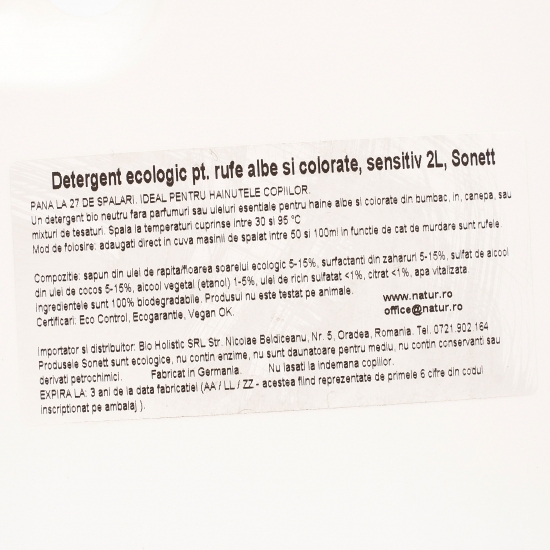 Detergent ecologic pt. rufe albe si colorate, sensitiv 2L, Sonett
PANA LA 27 DE SPALARI. IDEAL PENTRU HAINUTELE COPIILOR.
Un detergent bio neutru fara parfumuri sau uleiuri esentiale pentru haine albe si colorate din bumbac, in, canepa, sau
mixturi de tesaturi. Spala la temperaturi cuprinse intre 30 si 95 °C
Mod de folosire: adaugati direct in cuva masinii de spalat intre 50 si 100ml in functie de cat de murdare sunt rufele.
Compozitie: sapun din ulei de rapita/floarea soarelui ecologic 5-15%, surfactanti din zaharuri 5-15%, sulfat de alcool
din ulei de cocos 5-15%, alcool vegetal (etanol) 1-5%, ulei de ricin sulfatat <1%, citrat <1%, apa vitalizata.
Ingredientele sunt 100% biodegradabile. Produsul nu este testat pe animale.
Certificari: Eco Control, Ecogarantie, Vegan OK.
www.natur.ro
office@natur.ro
Importator si distribuitor: Bio Holistic SRL Str. Nicolae Beldiceanu, Nr. 5, Oradea, Romania. Tel. 0721.902.164
Produsele Sonett sunt ecologice, nu contin enzime, nu sunt daunatoare pentru mediu, nu contin conservanti sau
derivati petrochimici. Fabricat in Germania. Nu lasati la indemana copiilor.
EXPIRA LA: 3 ani de la data fabricatiei (AA / LL / ZZ - acestea fiind reprezentate de primele 6 cifre din codul
inscriptionat pe ambalaj ).